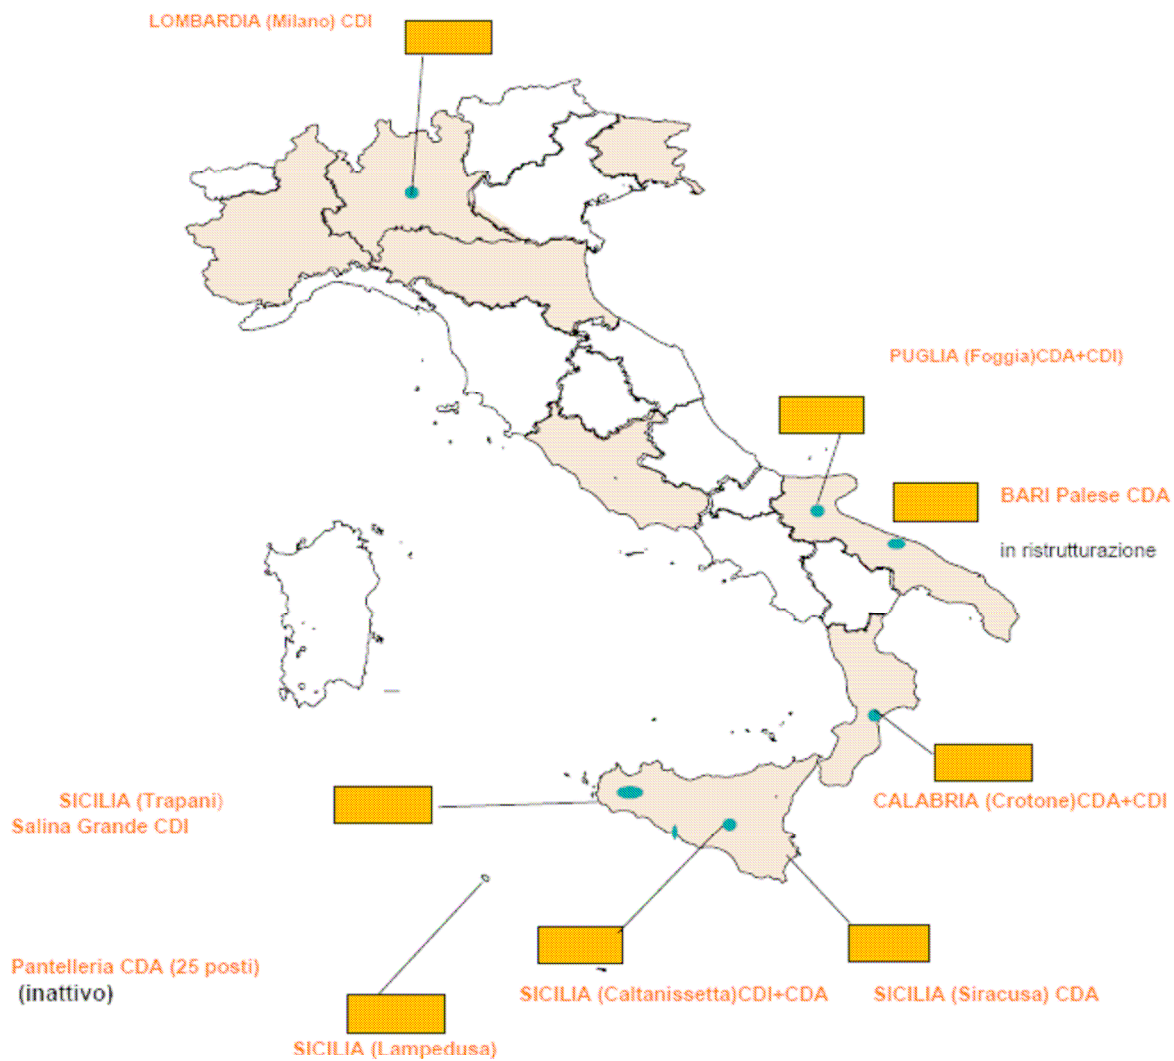 LOMBARDIA (Milano) CDI
PUGLIA (Foggia)CDA+CDI)
BARI Palese CDA
in ristrutturazione
SICILIA (Trapani)
Salina Grande CDI
CALABRIA (Crotone)CDA+CDI
Pantelleria CDA (25 posti)
(inattivo)
SICILIA (Caltanissetta)CDI+CDA
SICILIA (Siracusa) CDA
SICILIA (Lampedusa)